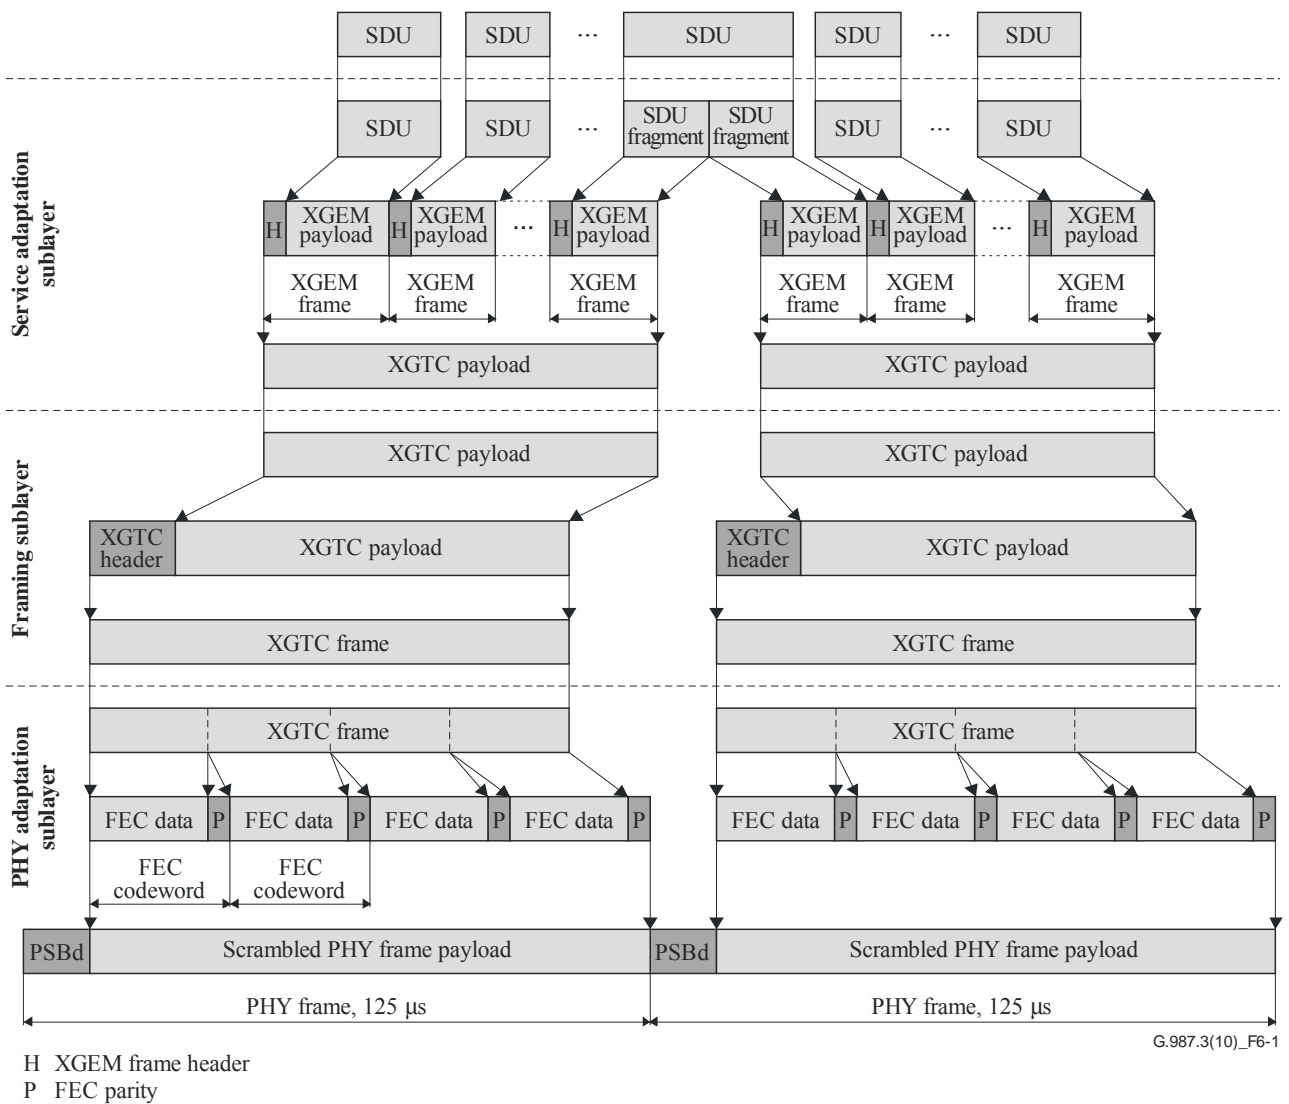 SDU SDU ... SDU SDU ... SDU
Service adaptation
sublayer
SDU SDU ... SDU
fragment SDU
fragment SDU ... SDU
H XGEM
payload H XGEM
payload ... H XGEM
payload H XGEM
payload H XGEM
payload ... H XGEM
payload
XGEM
frame XGEM
frame XGEM
frame XGEM
frame XGEM
frame XGEM
frame
XGTC payload XGTC payload
Framing sublayer
XGTC payload XGTC payload
XGTC
header XGTC payload XGTC
header XGTC payload
XGTC frame XGTC frame
PHY adaptation
sublayer
XGTC frame XGTC frame
FEC data P FEC data P FEC data P FEC data P FEC data P FEC data P FEC data P FEC data P
FEC
codeword FEC
codeword
PSBd Scrambled PHY frame payload PSBd Scrambled PHY frame payload
PHY frame, 125 µs PHY frame, 125 µs
G.987.3(10)_F6-1
H XGEM frame header
P FEC parity